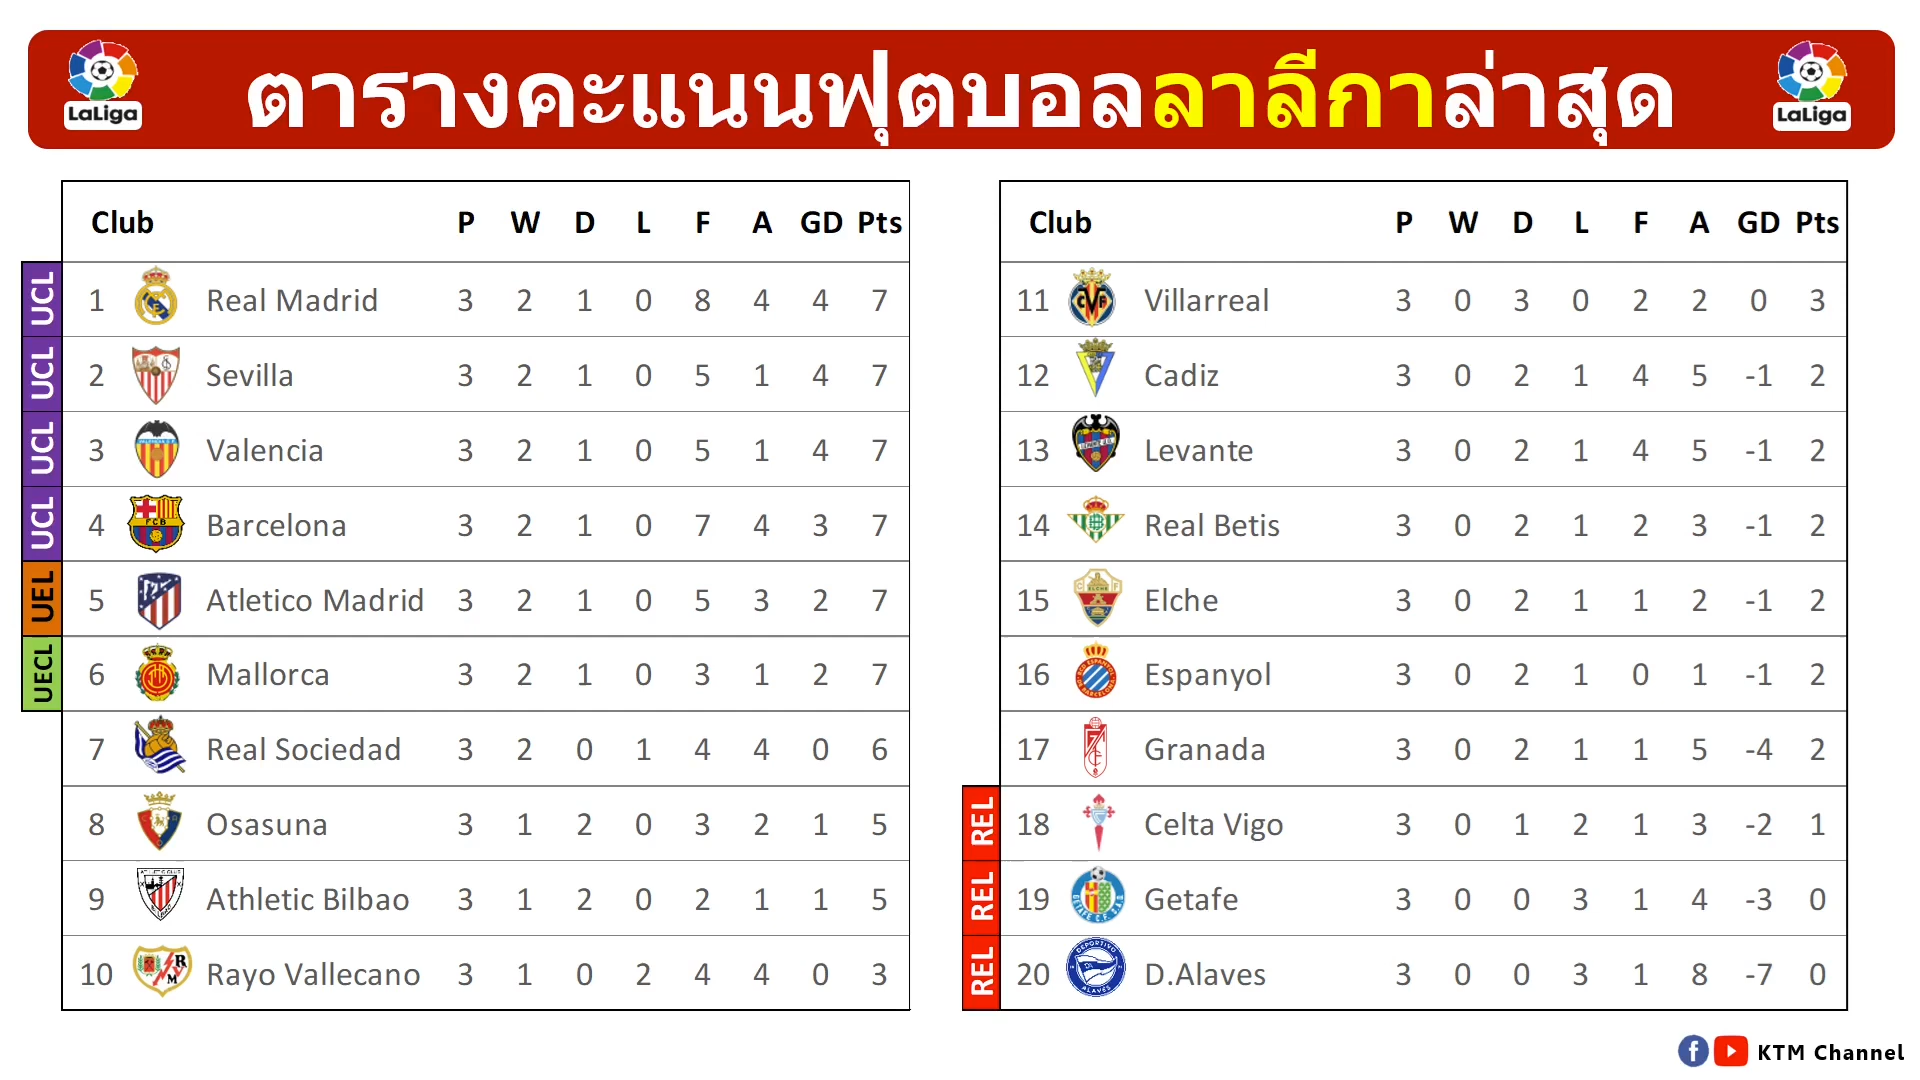 ตารางคะแนนฟุตบอลลาลีกาล่าสุด
LaLiga
LaLiga
Club P W D L F A GD Pts
UCL 1 Real Madrid 3 2 1 0 8 4 4 7
UCL 2 Sevilla 3 2 1 0 5 1 4 7
UCL 3 Valencia 3 2 1 0 5 1 4 7
UCL 4 Barcelona 3 2 1 0 7 4 3 7
UEL 5 Atletico Madrid 3 2 1 0 5 3 2 7
UECL 6 Mallorca 3 2 1 0 3 1 2 7
7 Real Sociedad 3 2 0 1 4 4 0 6
8 Osasuna 3 1 2 0 3 2 1 5
9 Athletic Bilbao 3 1 2 0 2 1 1 5
10 Rayo Vallecano 3 1 0 2 4 4 0 3
Club P W D L F A GD Pts
11 Villarreal 3 0 3 0 2 2 0 3
12 Cadiz 3 0 2 1 4 5 -1 2
13 Levante 3 0 2 1 4 5 -1 2
14 Real Betis 3 0 2 1 2 3 -1 2
15 Elche 3 0 2 1 1 2 -1 2
16 Espanyol 3 0 2 1 0 1 -1 2
17 Granada 3 0 2 1 1 5 -4 2
REL 18 Celta Vigo 3 0 1 2 1 3 -2 1
REL 19 Getafe 3 0 0 3 1 4 -3 0
REL 20 D.Alaves 3 0 0 3 1 8 -7 0
KTM Channel